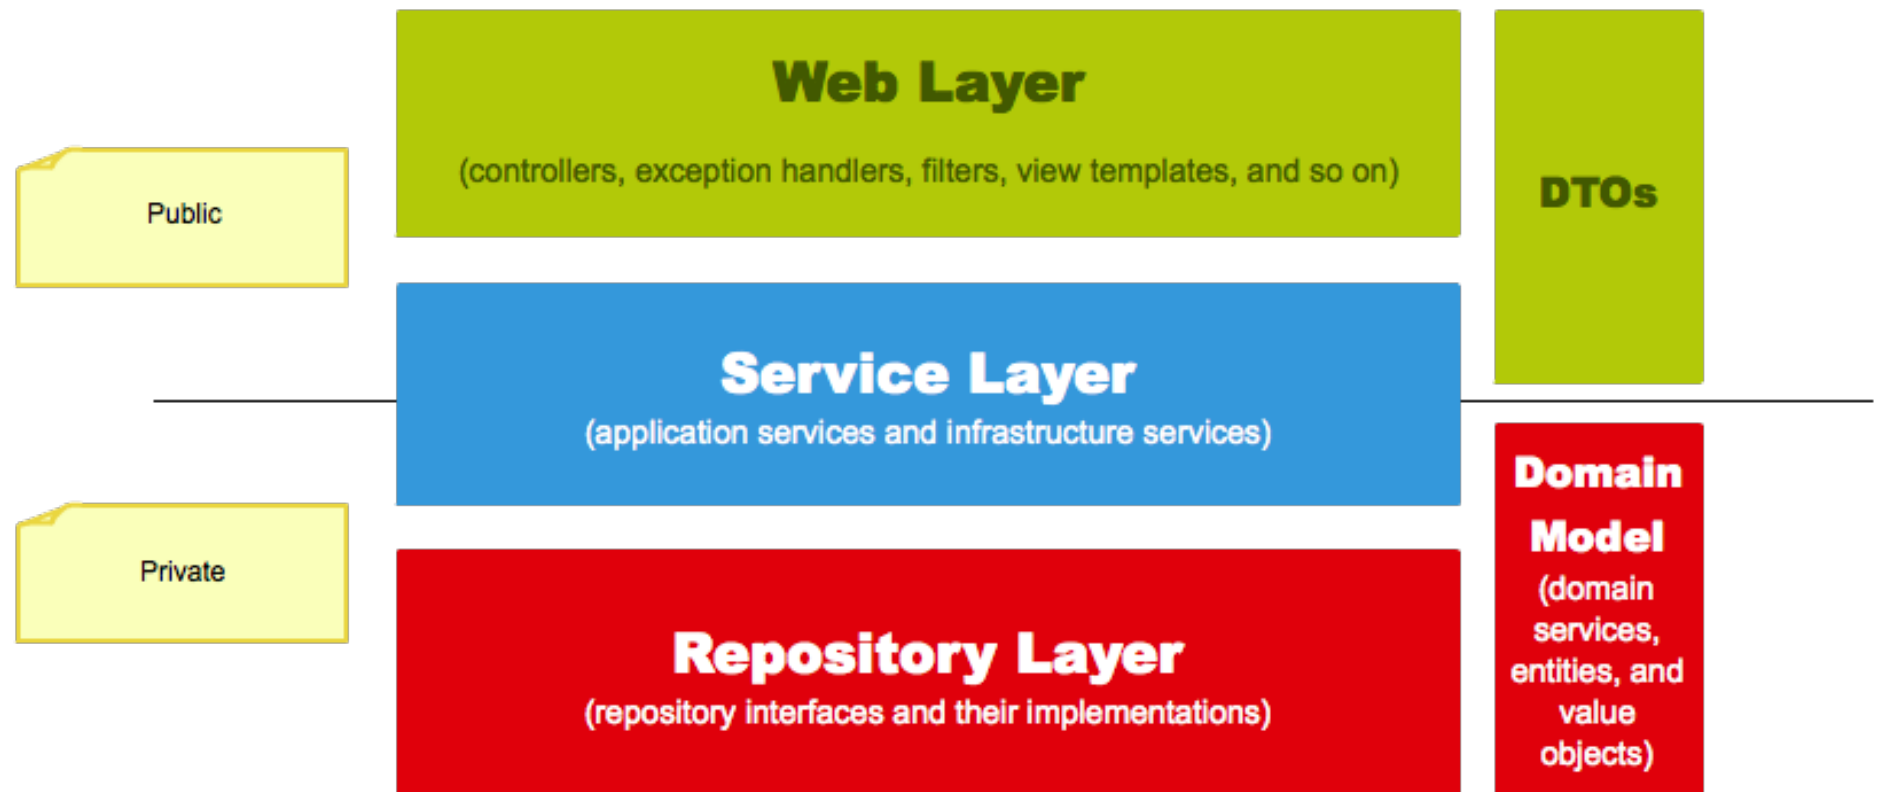 Web Layer
(controllers, exception handlers, filters, view templates, and so on)
DTOs
Public
Service Layer
(application services and infrastructure services)
Private
Repository Layer
(repository interfaces and their implementations)
Domain
Model
(domain
services,
entities, and
value
objects)